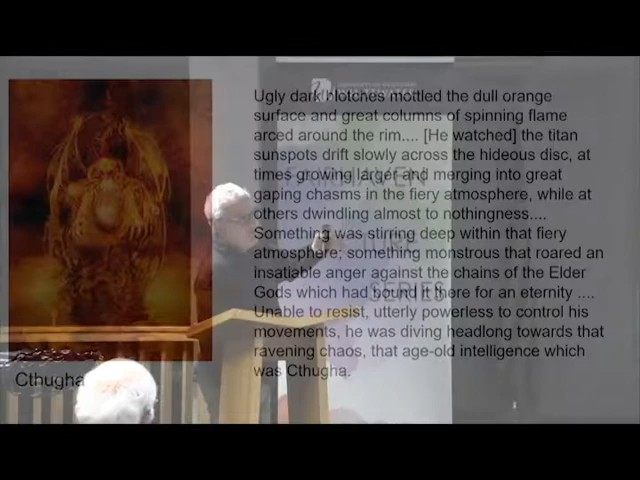 Ugly dark blotches mottled the dull orange
surface and great columns of spinning flame
arced around the rim.... [He watched] the titan
sunspots drift slowly across the hideous disc, at
times growing larger and merging into great
gaping chasms in the fiery atmosphere, while at
others dwindling almost to nothingness....
Something was stirring deep within that fiery
atmosphere; something monstrous that roared an
insatiable anger against the chains of the Elder
Gods which had bound it there for an eternity ....
Unable to resist, utterly powerless to control his
movements, he was diving headlong towards that
ravening chaos, that age-old intelligence which
was Cthugha.
Cthugha
SERIES